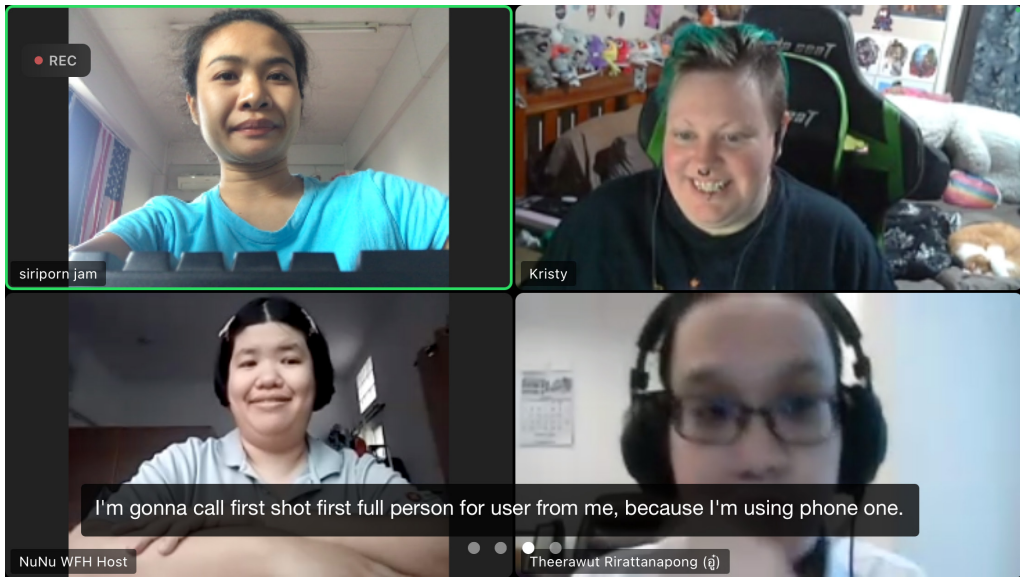 REC
siriporn jam
Kristy
I'm gonna call first shot first full person for user from me, because I'm using phone one.
NuNu WFH Host
Theerawut Rirattanapong (อู๋)